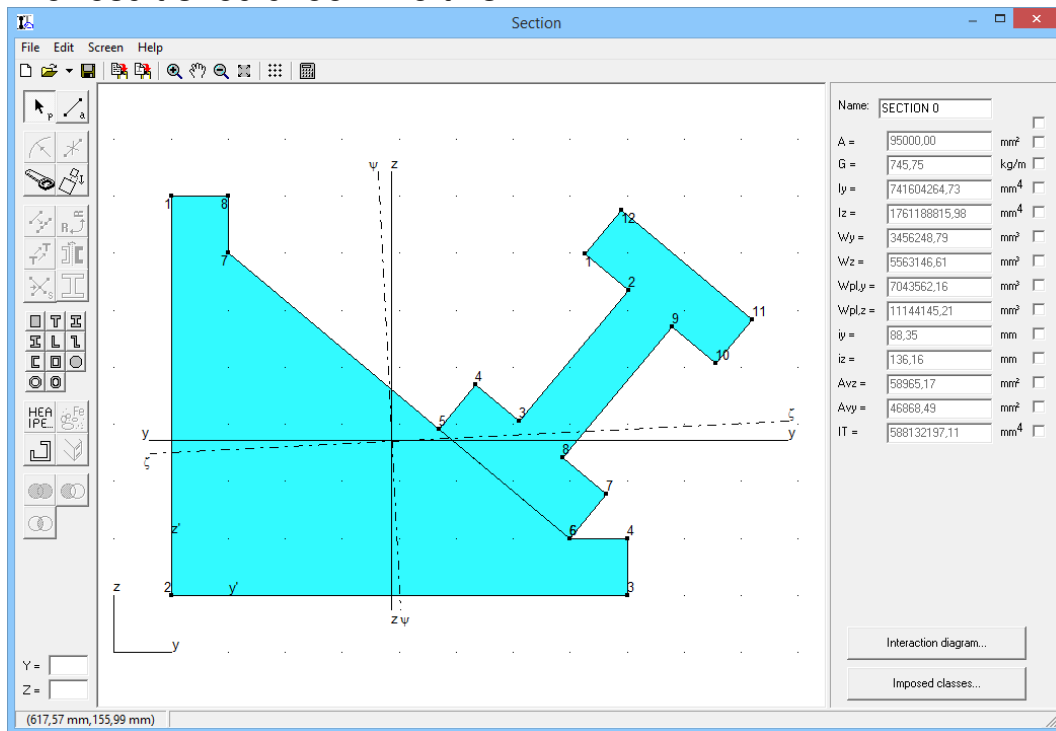 Section
File Edit Screen Help
p a
Name: SECTION 0
A = 95000,00 mm²
G = 745,75 kg/m
Iy = 741604264,73 mm4
Iz = 1761188815,98 mm4
Wy = 3456248,79 mm³
Wz = 5563146,61 mm³
Wpl,y = 7043562,16 mm³
Wpl,z = 11144145,21 mm³
iy = 88,35 mm
iz = 136,16 mm
Avz = 58965,17 mm²
Avy = 46868,49 mm²
IT = 588132197,11 mm4
ψ z
1 8
12
7
1
2
11
9
10
4
5 3
ζ
y y
ζ
8
7
z'
6 4
2 y' 3
z
z ψ
y
HEA
IPE...
Y =
Z =
Interaction diagram...
Imposed classes...
(617,57 mm,155,99 mm)